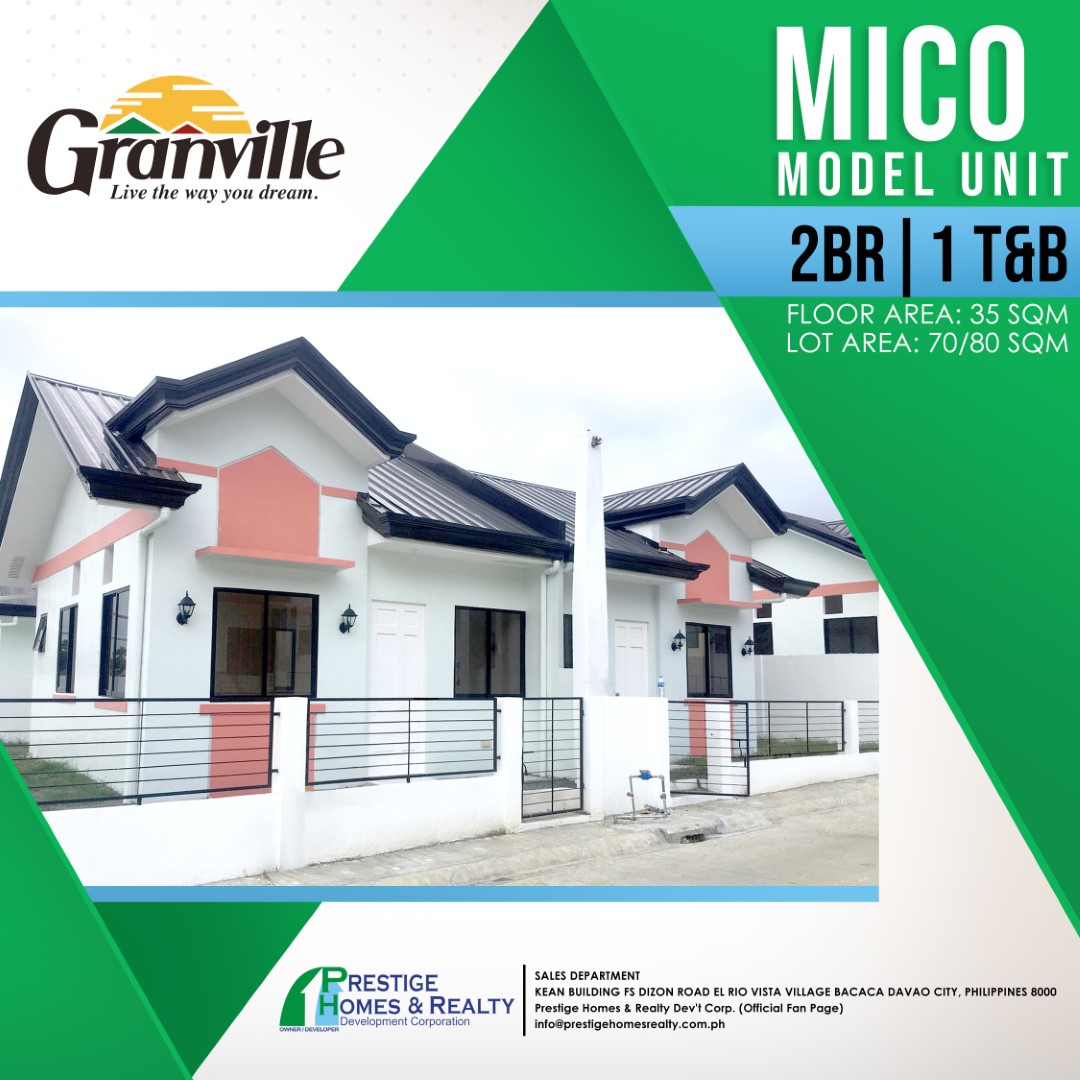 Granville
Live the way you dream.
MICO
MODEL UNIT
2BR | 1 T&B
FLOOR AREA: 35 SQM
LOT AREA: 70/80 SQM
PRESTIGE
HOMES & REALTY
Development Corporation
OWNER/DEVELOPER
SALES DEPARTMENT
KEAN BUILDING FS DIZON ROAD EL RIO VISTA VILLAGE BACACA DAVAO CITY, PHILIPPINES 8000
Prestige Homes & Realty Dev't Corp. (Official Fan Page)
info@prestigehomesrealty.com.ph